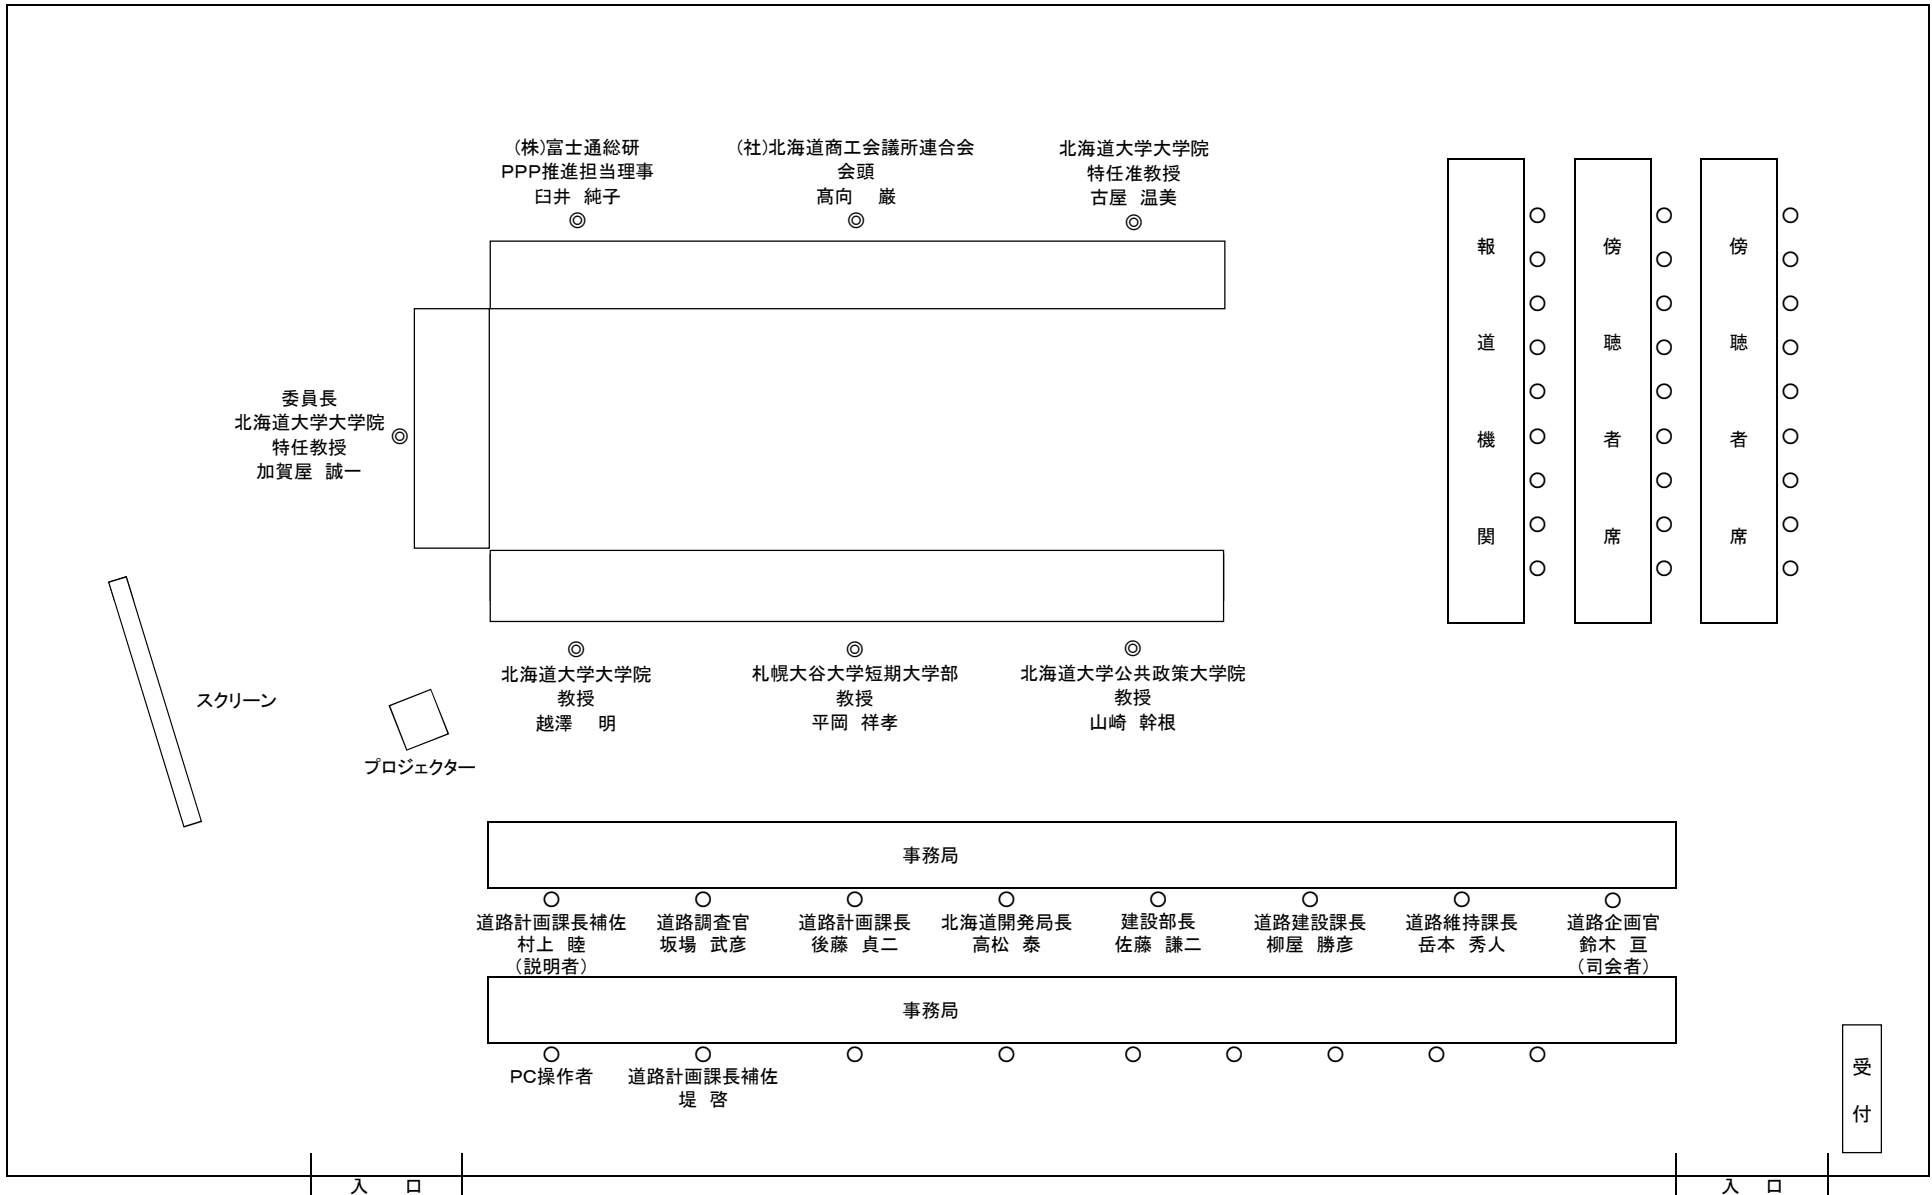 (株)富士通総研
PPP推進担当理事
臼井 純子
(社)北海道商工会議所連合会
会頭
髙向 巌
北海道大学大学院
特任准教授
古屋 温美
報道機関
傍聴者席
傍聴者席
委員長
北海道大学大学院
特任教授
加賀屋 誠一
スクリーン
プロジェクター
北海道大学大学院
教授
越澤 明
札幌大谷大学短期大学部
教授
平岡 祥孝
北海道大学公共政策大学院
教授
山崎 幹根
事務局
道路計画課長補佐
村上 睦
(説明者)
道路調査官
坂場 武彦
道路計画課長
後藤 貞二
北海道開発局長
高松 泰
建設部長
佐藤 謙二
道路建設課長
柳屋 勝彦
道路維持課長
岳本 秀人
道路企画官
鈴木 亘
(司会者)
事務局
PC操作者
道路計画課長補佐
堤 啓
受付
入 口
入 口